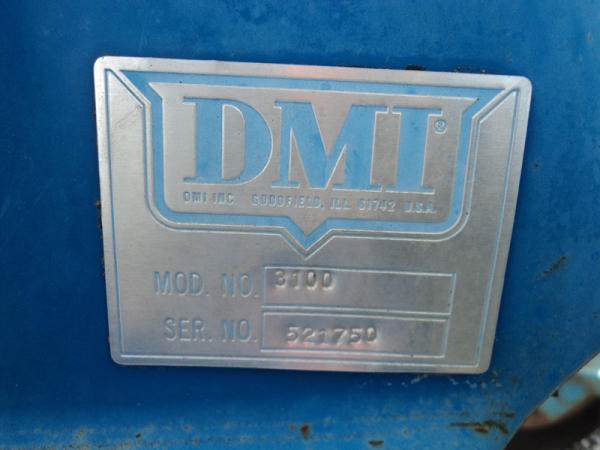 DMI®
DMI INC. GOODFIELD, ILL. 61742 U.S.A.
MOD. NO. 3100
SER. NO. 521750